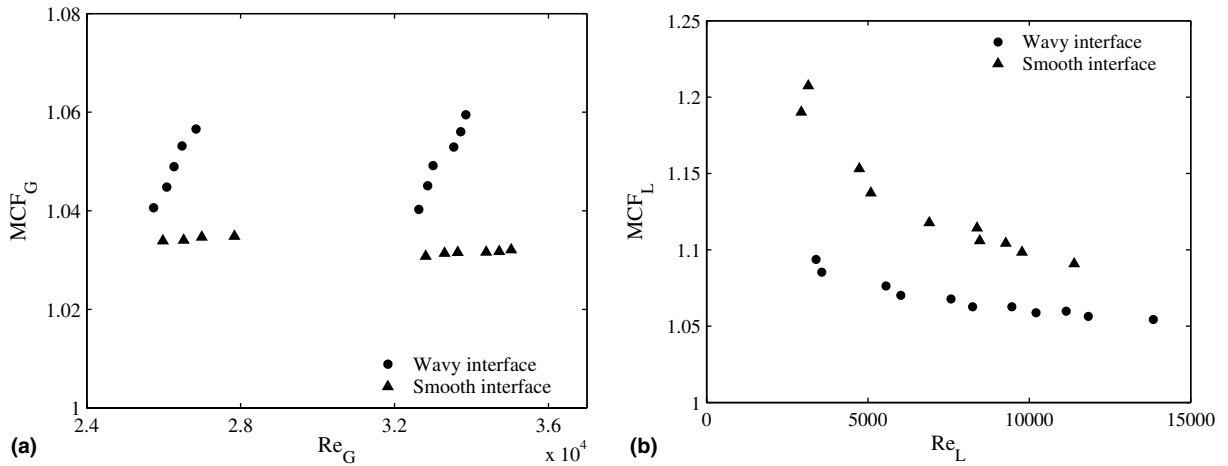 1.08
1.06
1.04
1.02
1
MCF_G
2.4 2.8 3.2 3.6
Re_G
x 10^4
Wavy interface
Smooth interface
(a)
1.25
1.2
1.15
1.1
1.05
1
MCF_L
0 5000 10000 15000
Re_L
Wavy interface
Smooth interface
(b)